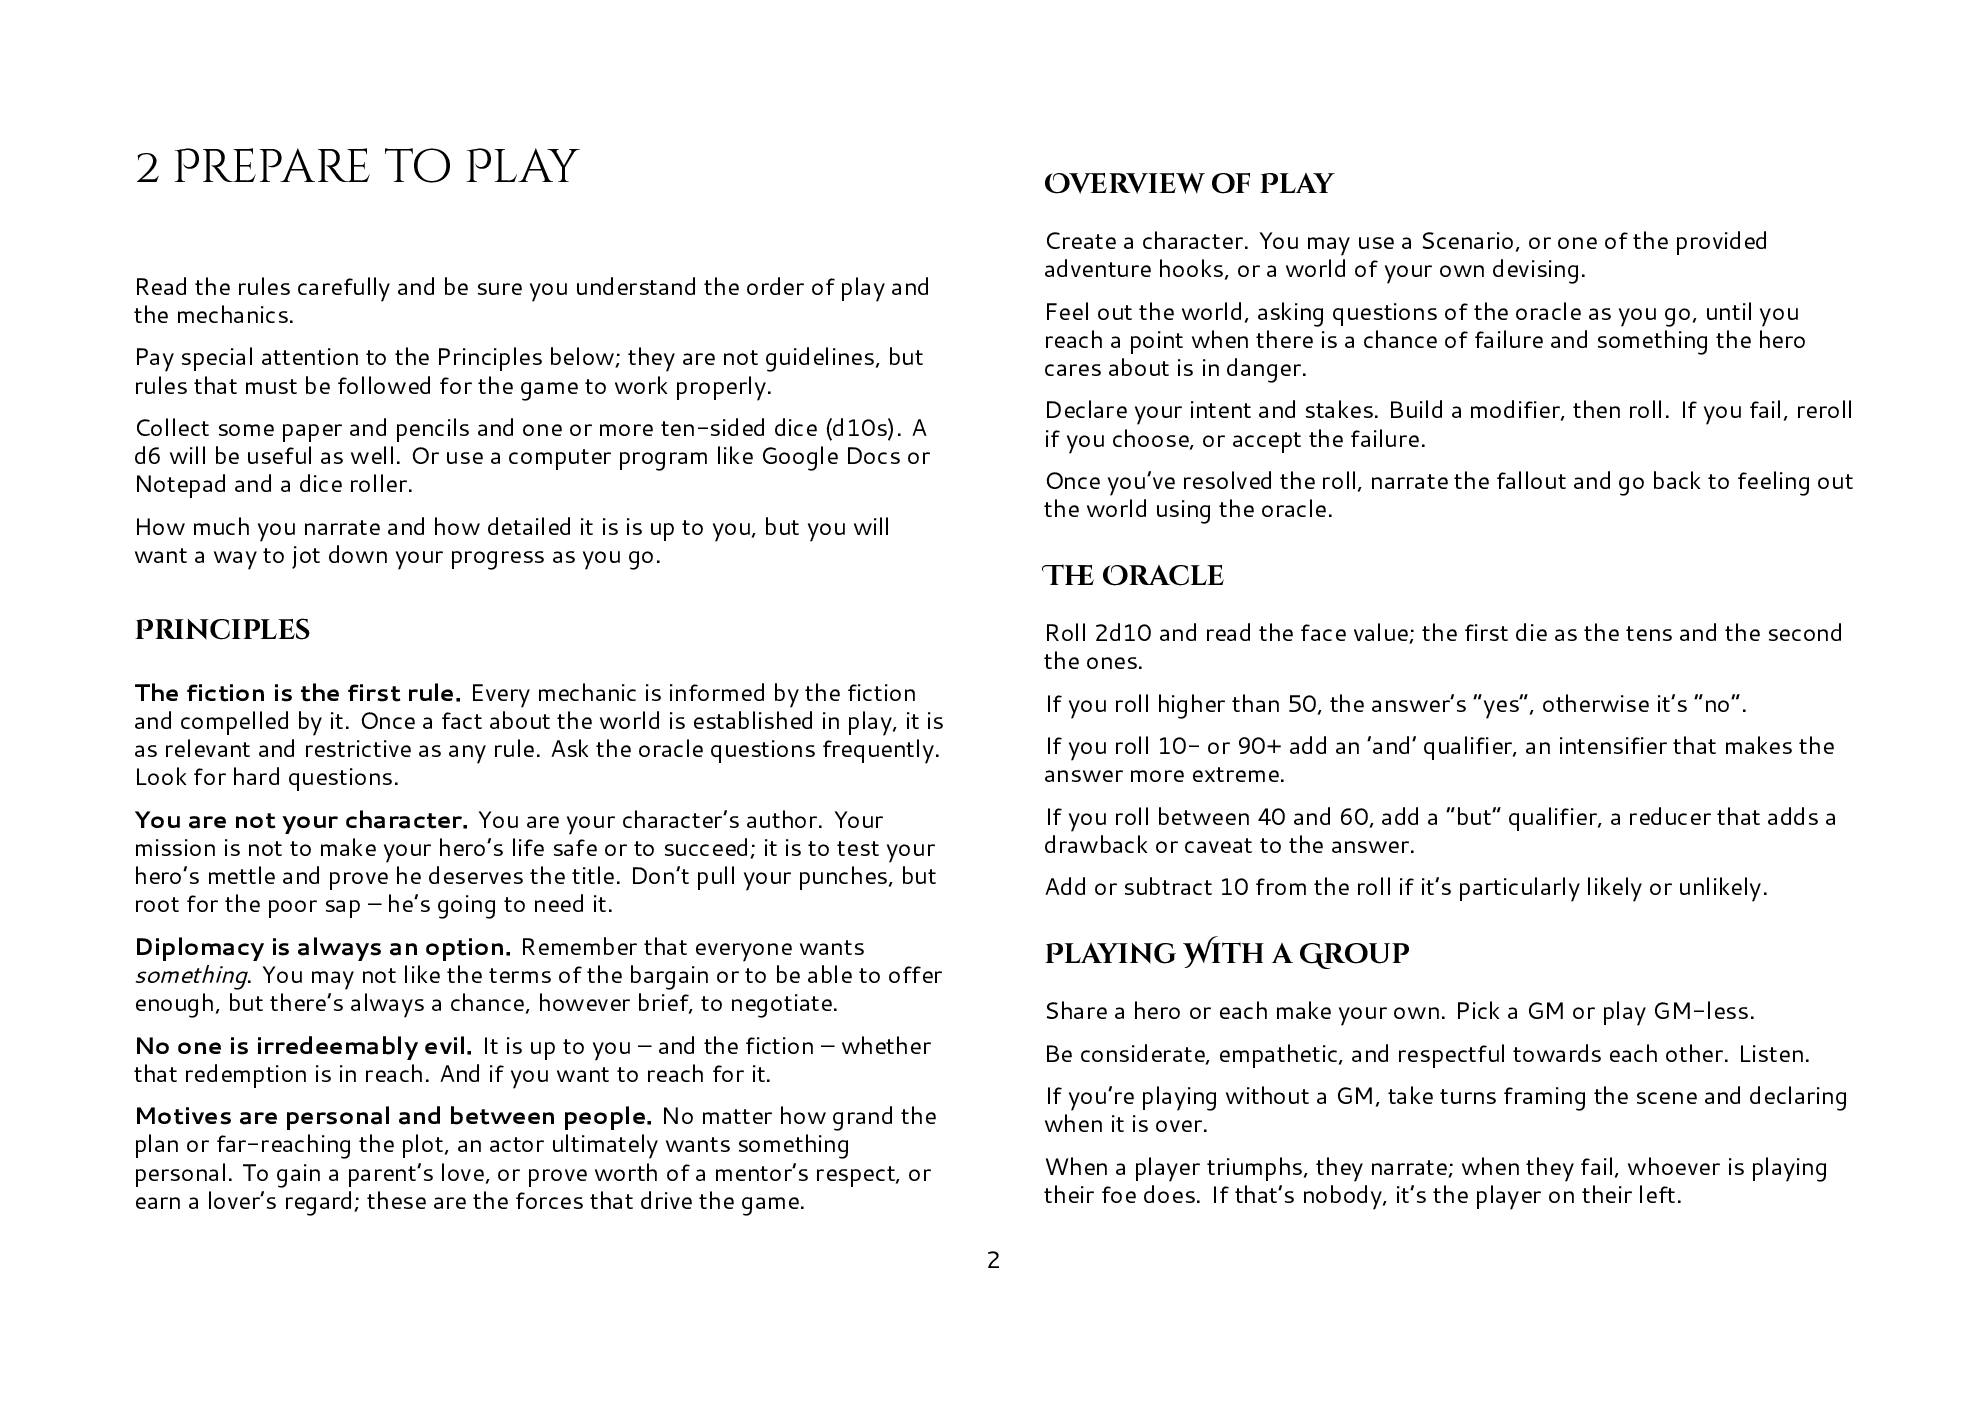 2 Prepare to Play
Read the rules carefully and be sure you understand the order of play and
the mechanics.
Pay special attention to the Principles below; they are not guidelines, but
rules that must be followed for the game to work properly.
Collect some paper and pencils and one or more ten-sided dice (d10s). A
d6 will be useful as well. Or use a computer program like Google Docs or
Notepad and a dice roller.
How much you narrate and how detailed it is is up to you, but you will
want a way to jot down your progress as you go.
Principles
The fiction is the first rule. Every mechanic is informed by the fiction
and compelled by it. Once a fact about the world is established in play, it is
as relevant and restrictive as any rule. Ask the oracle questions frequently.
Look for hard questions.
You are not your character. You are your character's author. Your
mission is not to make your hero's life safe or to succeed; it is to test your
hero's mettle and prove he deserves the title. Don't pull your punches, but
root for the poor sap – he's going to need it.
Diplomacy is always an option. Remember that everyone wants
something. You may not like the terms of the bargain or to be able to offer
enough, but there's always a chance, however brief, to negotiate.
No one is irredeemably evil. It is up to you – and the fiction – whether
that redemption is in reach. And if you want to reach for it.
Motives are personal and between people. No matter how grand the
plan or far-reaching the plot, an actor ultimately wants something
personal. To gain a parent's love, or prove worth of a mentor's respect, or
earn a lover's regard; these are the forces that drive the game.
Overview of Play
Create a character. You may use a Scenario, or one of the provided
adventure hooks, or a world of your own devising.
Feel out the world, asking questions of the oracle as you go, until you
reach a point when there is a chance of failure and something the hero
cares about is in danger.
Declare your intent and stakes. Build a modifier, then roll. If you fail, reroll
if you choose, or accept the failure.
Once you've resolved the roll, narrate the fallout and go back to feeling out
the world using the oracle.
The Oracle
Roll 2d10 and read the face value; the first die as the tens and the second
the ones.
If you roll higher than 50, the answer's "yes", otherwise it's "no".
If you roll 10- or 90+ add an 'and' qualifier, an intensifier that makes the
answer more extreme.
If you roll between 40 and 60, add a "but" qualifier, a reducer that adds a
drawback or caveat to the answer.
Add or subtract 10 from the roll if it's particularly likely or unlikely.
Playing With a Group
Share a hero or each make your own. Pick a GM or play GM-less.
Be considerate, empathetic, and respectful towards each other. Listen.
If you're playing without a GM, take turns framing the scene and declaring
when it is over.
When a player triumphs, they narrate; when they fail, whoever is playing
their foe does. If that's nobody, it's the player on their left.
2